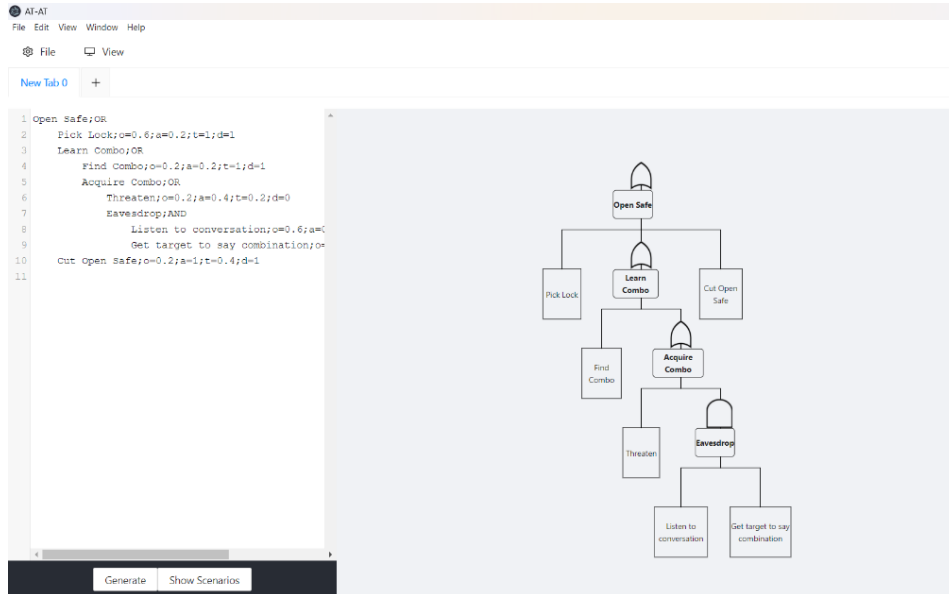 AT-AT
File Edit View Window Help
File View
New Tab 0 +
1 Open Safe;OR
2 Pick Lock;o=0.6;a=0.2;t=1;d=1
3 Learn Combo;OR
4 Find Combo;o=0.2;a=0.2;t=1;d=1
5 Acquire Combo;OR
6 Threaten;o=0.2;a=0.4;t=0.2;d=0
7 Eavesdrop;AND
8 Listen to conversation;o=0.6;a=0
9 Get target to say combination;o=
10 Cut Open Safe;o=0.2;a=1;t=0.4;d=1
11
Generate Show Scenarios
Open Safe
Pick Lock
Learn
Combo
Cut Open
Safe
Find
Combo
Acquire
Combo
Threaten
Eavesdrop
Listen to
conversation
Get target to say
combination